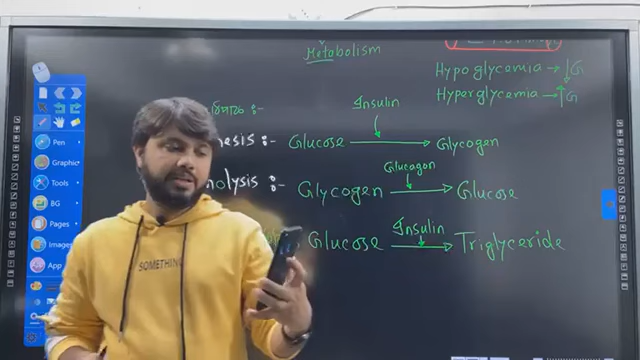 Metabolism
Hypoglycemia → ↓G
Hyperglycemia → ↑G
Insulin
Glucose → Glycogen
Glucagon
nolysis :- Glycogen → Glucose
Insulin
Glucose → Triglyceride
Pen
Graphic
Tools
BG
Pages
Images
App
SOMETHING